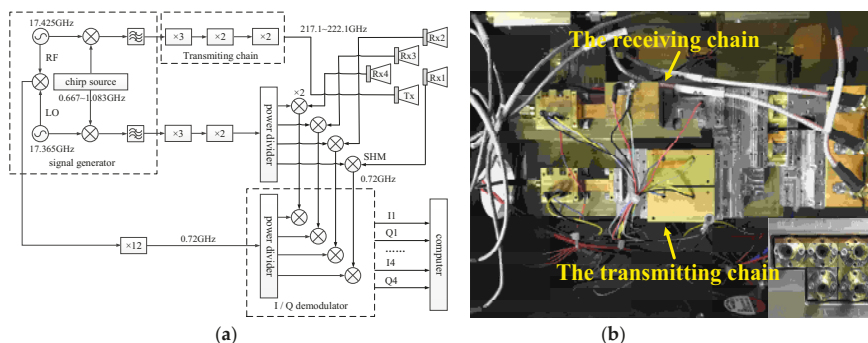 17.425GHz
RF
chirp source
0.667~1.083GHz
LO
17.365GHz
signal generator
×3
×2
×2
Transmiting chain
217.1~222.1GHz
Rx2
Rx3
Rx4
Rx1
Tx
×2
×3
×2
power divider
SHM
0.72GHz
×12
0.72GHz
power divider
I / Q demodulator
I1
Q1
......
I4
Q4
computer
(a)
The receiving chain
The transmitting chain
(b)